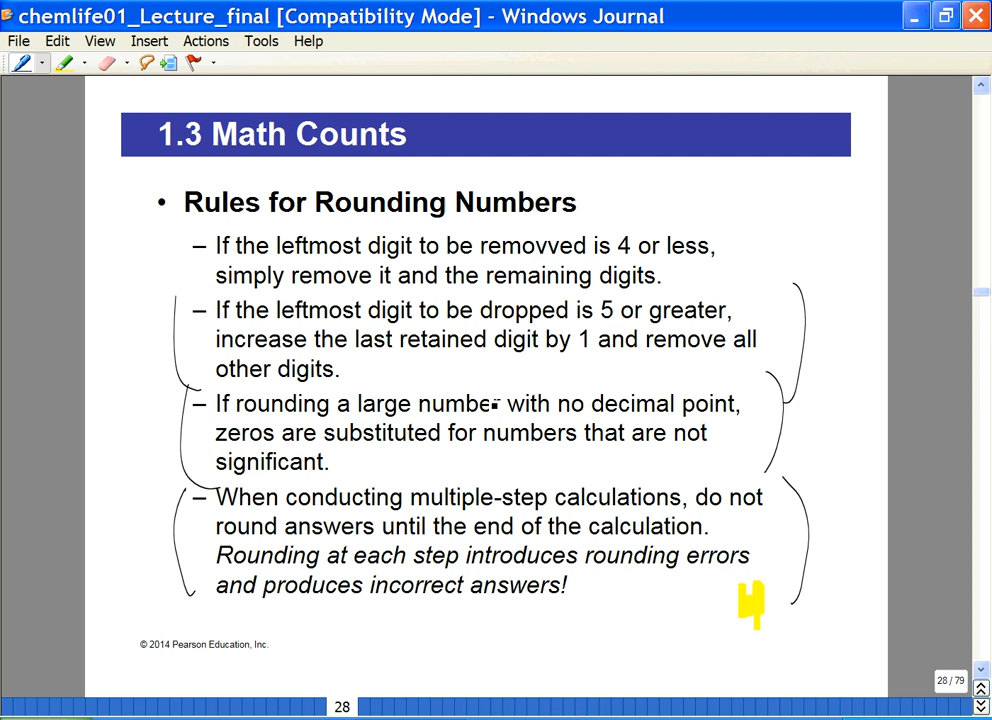 chemlife01_Lecture_final [Compatibility Mode] - Windows Journal
File Edit View Insert Actions Tools Help
1.3 Math Counts
• Rules for Rounding Numbers
– If the leftmost digit to be removved is 4 or less,
simply remove it and the remaining digits.
– If the leftmost digit to be dropped is 5 or greater,
increase the last retained digit by 1 and remove all
other digits.
– If rounding a large number with no decimal point,
zeros are substituted for numbers that are not
significant.
– When conducting multiple-step calculations, do not
round answers until the end of the calculation.
Rounding at each step introduces rounding errors
and produces incorrect answers!
4
© 2014 Pearson Education, Inc.
28 / 79
28